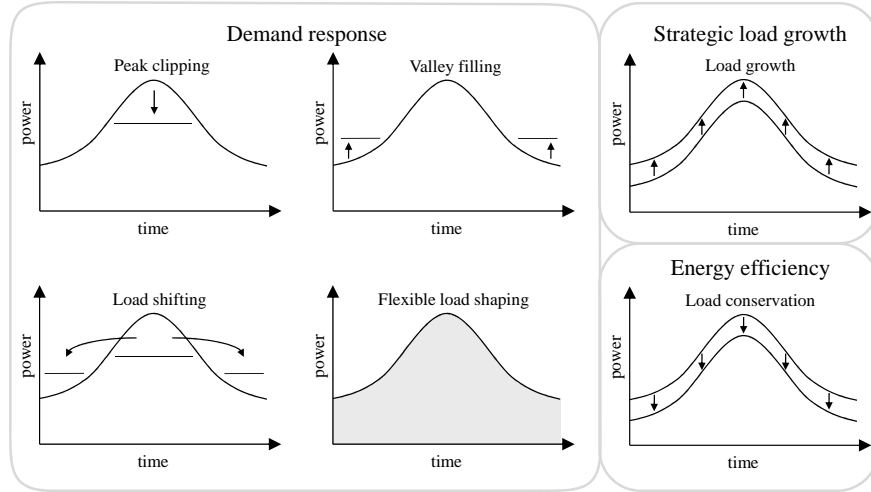 Demand response
Peak clipping
power
time
Valley filling
power
time
Load shifting
power
time
Flexible load shaping
power
time
Strategic load growth
Load growth
power
time
Energy efficiency
Load conservation
power
time